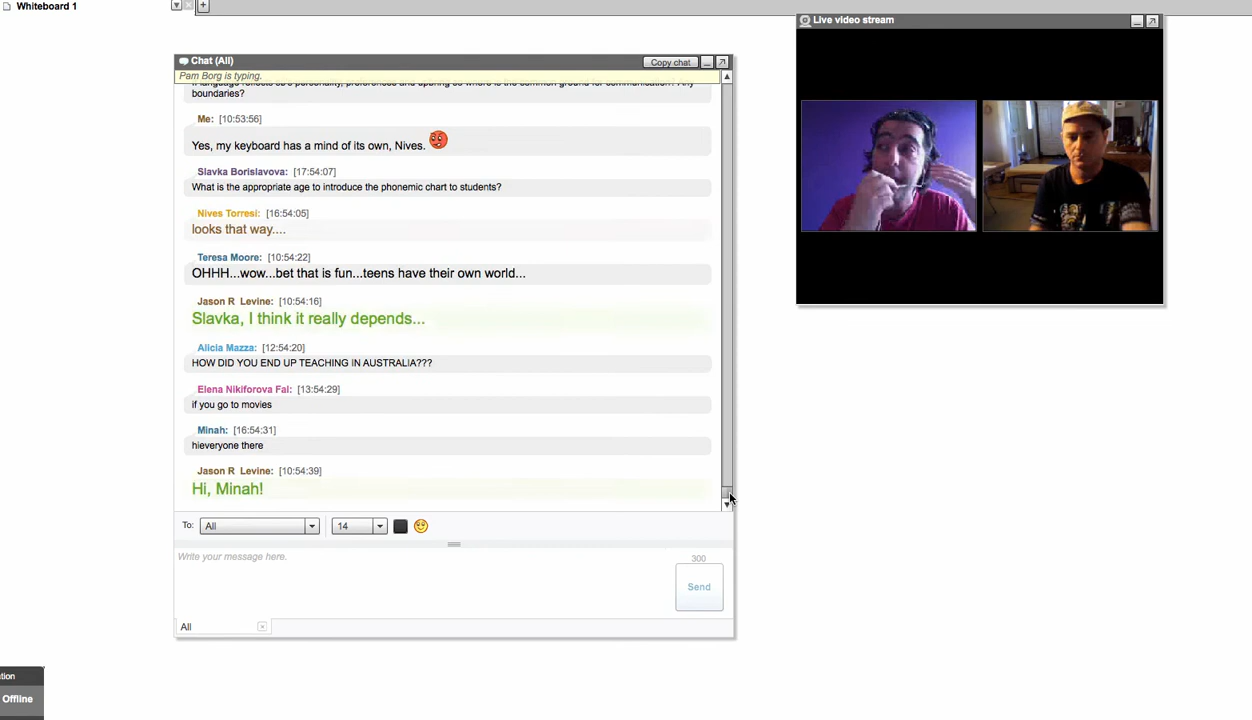 Whiteboard 1
Live video stream
Chat (All)
Copy chat
Pam Borg is typing.
boundaries?
Me: [10:53:56]
Yes, my keyboard has a mind of its own, Nives.
Slavka Borislavova: [17:54:07]
What is the appropriate age to introduce the phonemic chart to students?
Nives Torresi: [16:54:05]
looks that way....
Teresa Moore: [10:54:22]
OHHH...wow...bet that is fun...teens have their own world...
Jason R Levine: [10:54:16]
Slavka, I think it really depends...
Alicia Mazza: [12:54:20]
HOW DID YOU END UP TEACHING IN AUSTRALIA???
Elena Nikiforova Fal: [13:54:29]
if you go to movies
Minah: [16:54:31]
hieveryone there
Jason R Levine: [10:54:39]
Hi, Minah!
To: All 14
Write your message here.
300
Send
All
tion
Offline